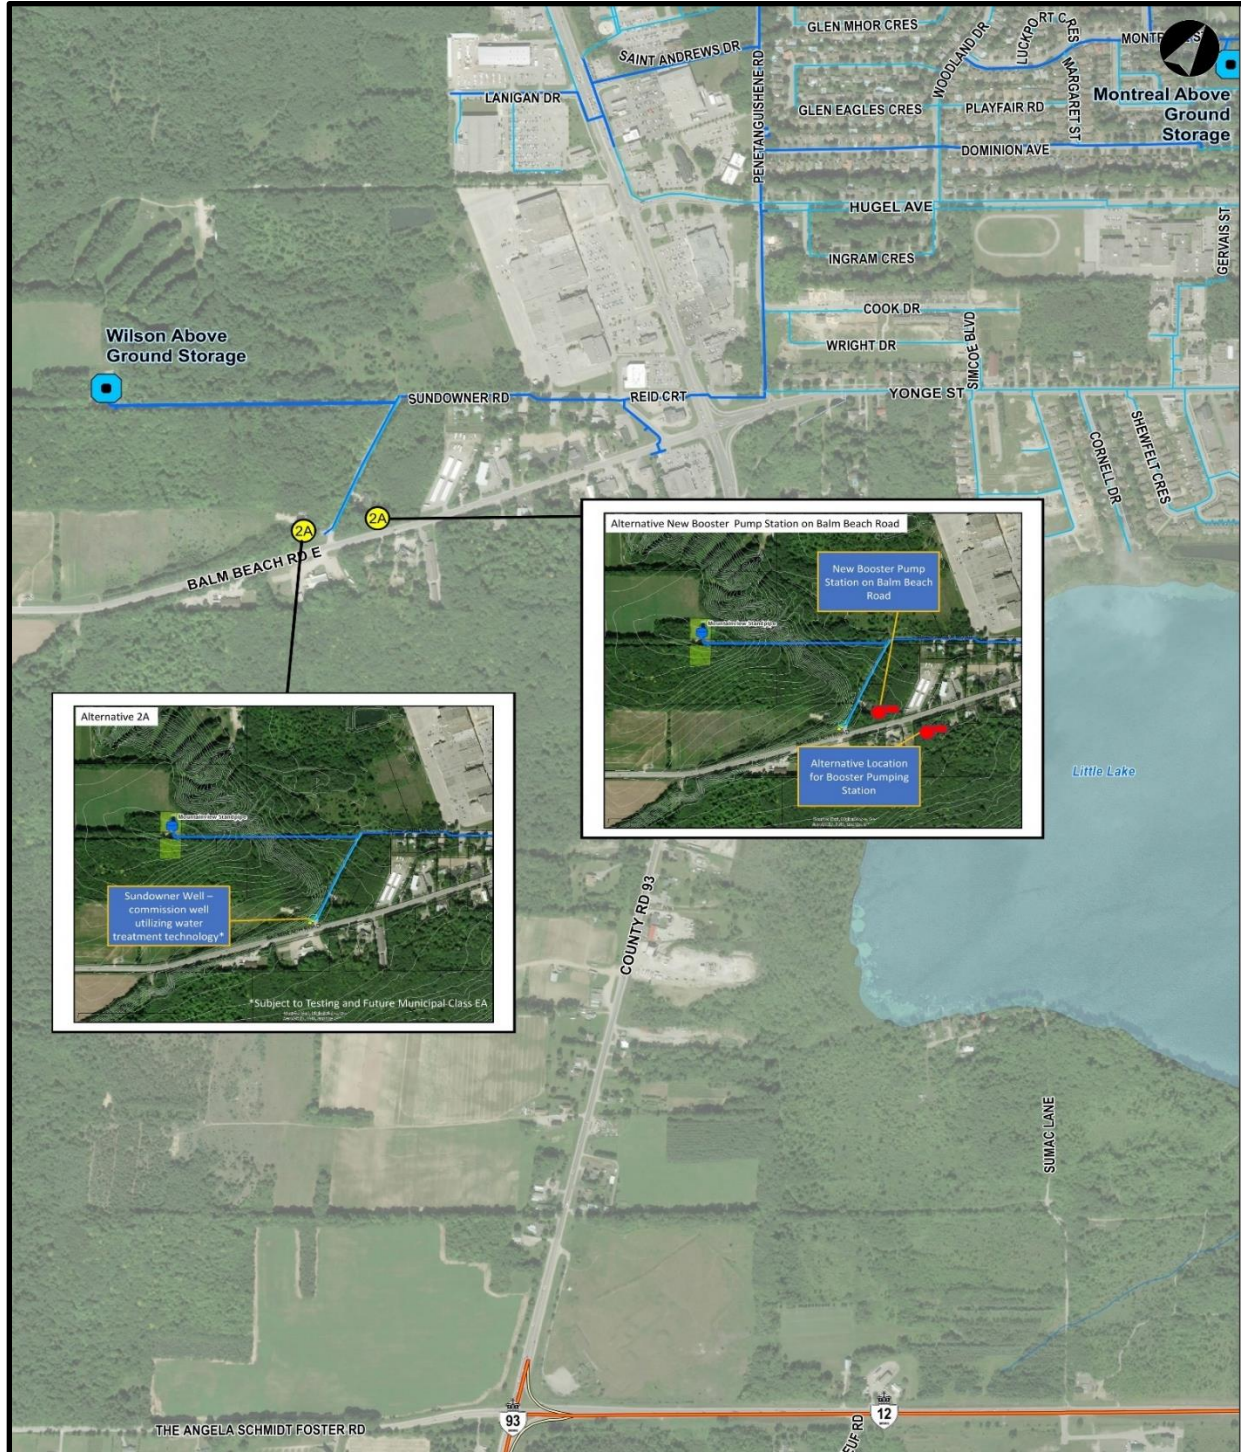 GLEN MHOR CRES
SAINT ANDREWS DR
PENETANGUISHENE RD
WOODLAND DR
LUCKPORT CRES
MARGARET ST
LANIGAN DR
GLEN EAGLES CRES
PLAYFAIR RD
Montreal Above
Ground
Storage
DOMINION AVE
HUGEL AVE
GERVAIS ST
INGRAM CRES
COOK DR
WRIGHT DR
SIMCOE BLVD
Wilson Above
Ground Storage
SUNDOWNER RD
REID CRT
YONGE ST
CORNELL DR
SHEWFELT CRES
2A
2A
BALM BEACH RD E
Alternative New Booster Pump Station on Balm Beach Road
New Booster Pump
Station on Balm Beach
Road
Mountainview Standpipe
Alternative Location
for Booster Pumping
Station
Little Lake
Alternative 2A
Mountainview Standpipe
Sundowner Well –
commission well
utilizing water
treatment technology*
*Subject to Testing and Future Municipal Class EA
COUNTY RD 93
SUMAC LANE
THE ANGELA SCHMIDT FOSTER RD
93
12